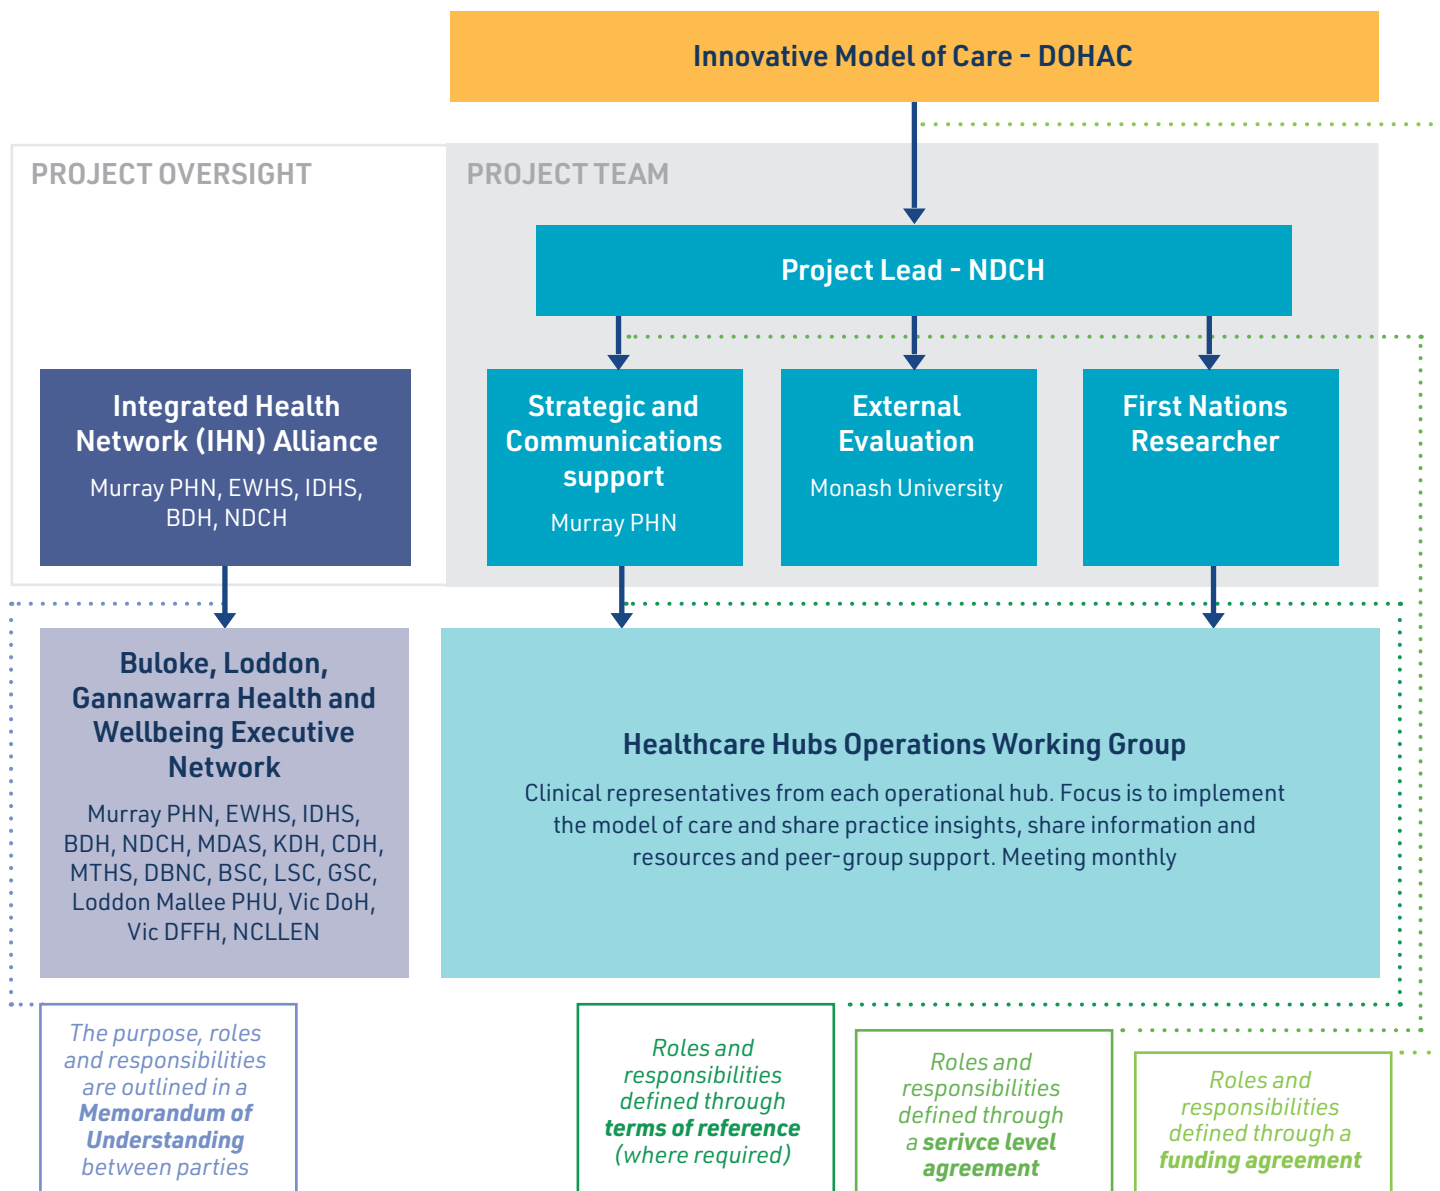 Innovative Model of Care - DOHAC
PROJECT OVERSIGHT
PROJECT TEAM
Project Lead - NDCH
Integrated Health
Network (IHN) Alliance
Murray PHN, EWHS, IDHS,
BDH, NDCH
Strategic and
Communications
support
Murray PHN
External
Evaluation
Monash University
First Nations
Researcher
Buloke, Loddon,
Gannawarra Health and
Wellbeing Executive
Network
Murray PHN, EWHS, IDHS,
BDH, NDCH, MDAS, KDH, CDH,
MTHS, DBNC, BSC, LSC, GSC,
Loddon Mallee PHU, Vic DoH,
Vic DFFH, NCLLEN
Healthcare Hubs Operations Working Group
Clinical representatives from each operational hub. Focus is to implement
the model of care and share practice insights, share information and
resources and peer-group support. Meeting monthly
The purpose, roles
and responsibilities
are outlined in a
Memorandum of
Understanding
between parties
Roles and
responsibilities
defined through
terms of reference
(where required)
Roles and
responsibilities
defined through
a serivce level
agreement
Roles and
responsibilities
defined through a
funding agreement